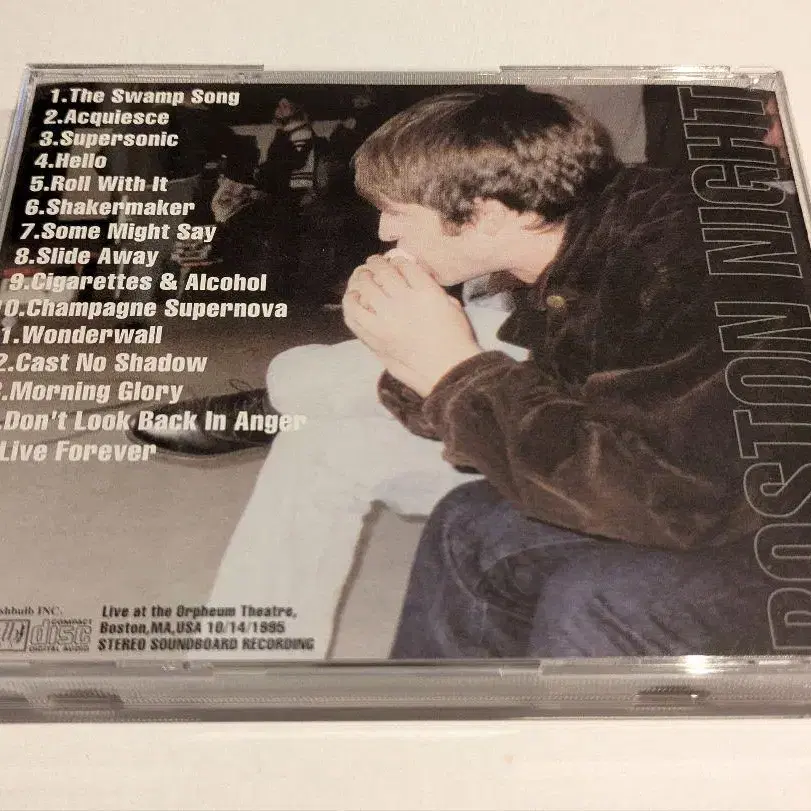 1.The Swamp Song
2.Acquiesce
3.Supersonic
4.Hello
5.Roll With It
6.Shakermaker
7.Some Might Say
8.Slide Away
9.Cigarettes & Alcohol
0.Champagne Supernova
1.Wonderwall
2.Cast No Shadow
.Morning Glory
.Don't Look Back In Anger
Live Forever
BOSTON NIGHT
shbulb INC.
COMPACT
disc
DIGITAL AUDIO
Live at the Orpheum Theatre,
Boston,MA,USA 10/14/1995
STEREO SOUNDBOARD RECORDING